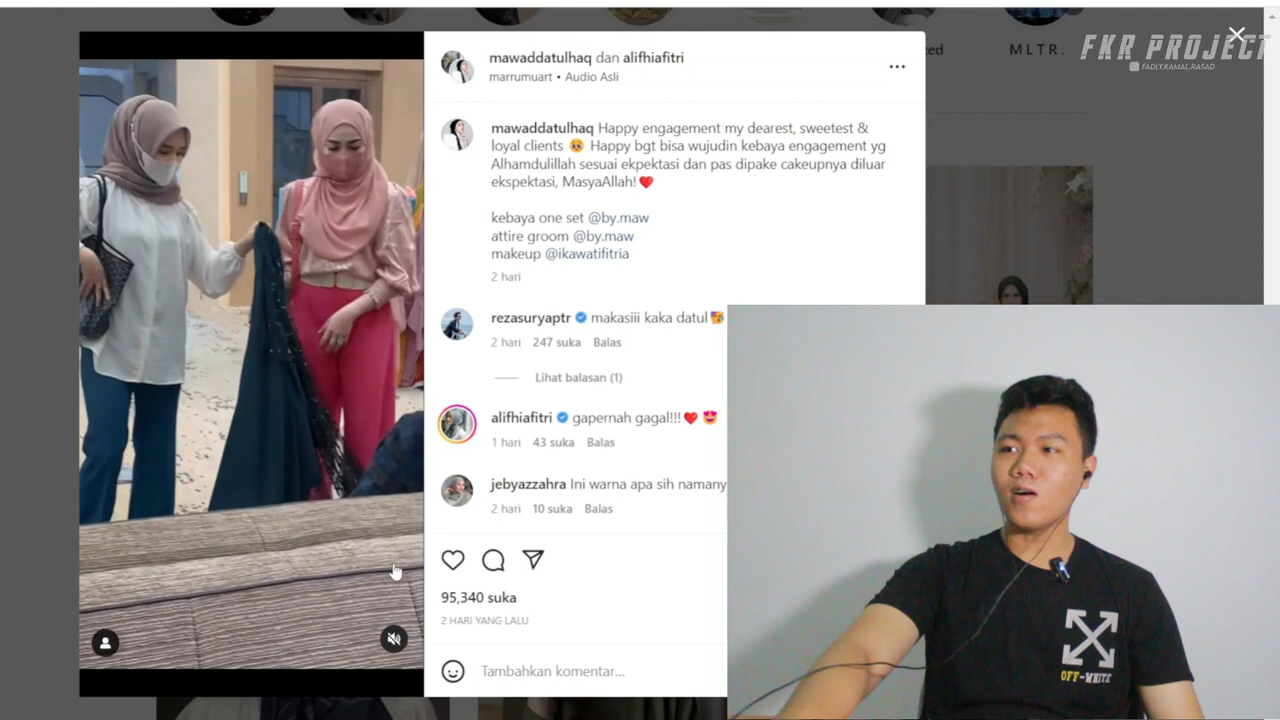 zed
MLTR.
FKR PROJECT
FADLY.KAMAL.RASAD
mawaddatulhaq dan alifhiafitri
marrumuart • Audio Asli
mawaddatulhaq Happy engagement my dearest, sweetest &
loyal clients 🥺 Happy bgt bisa wujudin kebaya engagement yg
Alhamdulillah sesuai ekpektasi dan pas dipake cakeupnya diluar
ekspektasi, MasyaAllah!❤️
kebaya one set @by.maw
attire groom @by.maw
makeup @ikawatifitria
2 hari
rezasuryaptr makasiii kaka datul🥳
2 hari 247 suka Balas
Lihat balasan (1)
alifhiafitri gapernah gagal!!!❤️ 😍
1 hari 43 suka Balas
jebyazzahra Ini warna apa sih namany
2 hari 10 suka Balas
95,340 suka
2 HARI YANG LALU
Tambahkan komentar...
OFF-WHITE